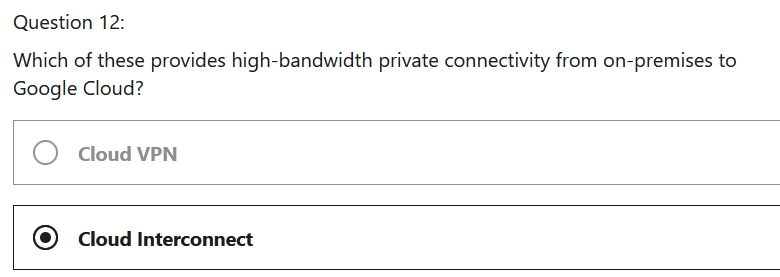 Question 12:
Which of these provides high-bandwidth private connectivity from on-premises to
Google Cloud?
Cloud VPN
Cloud Interconnect